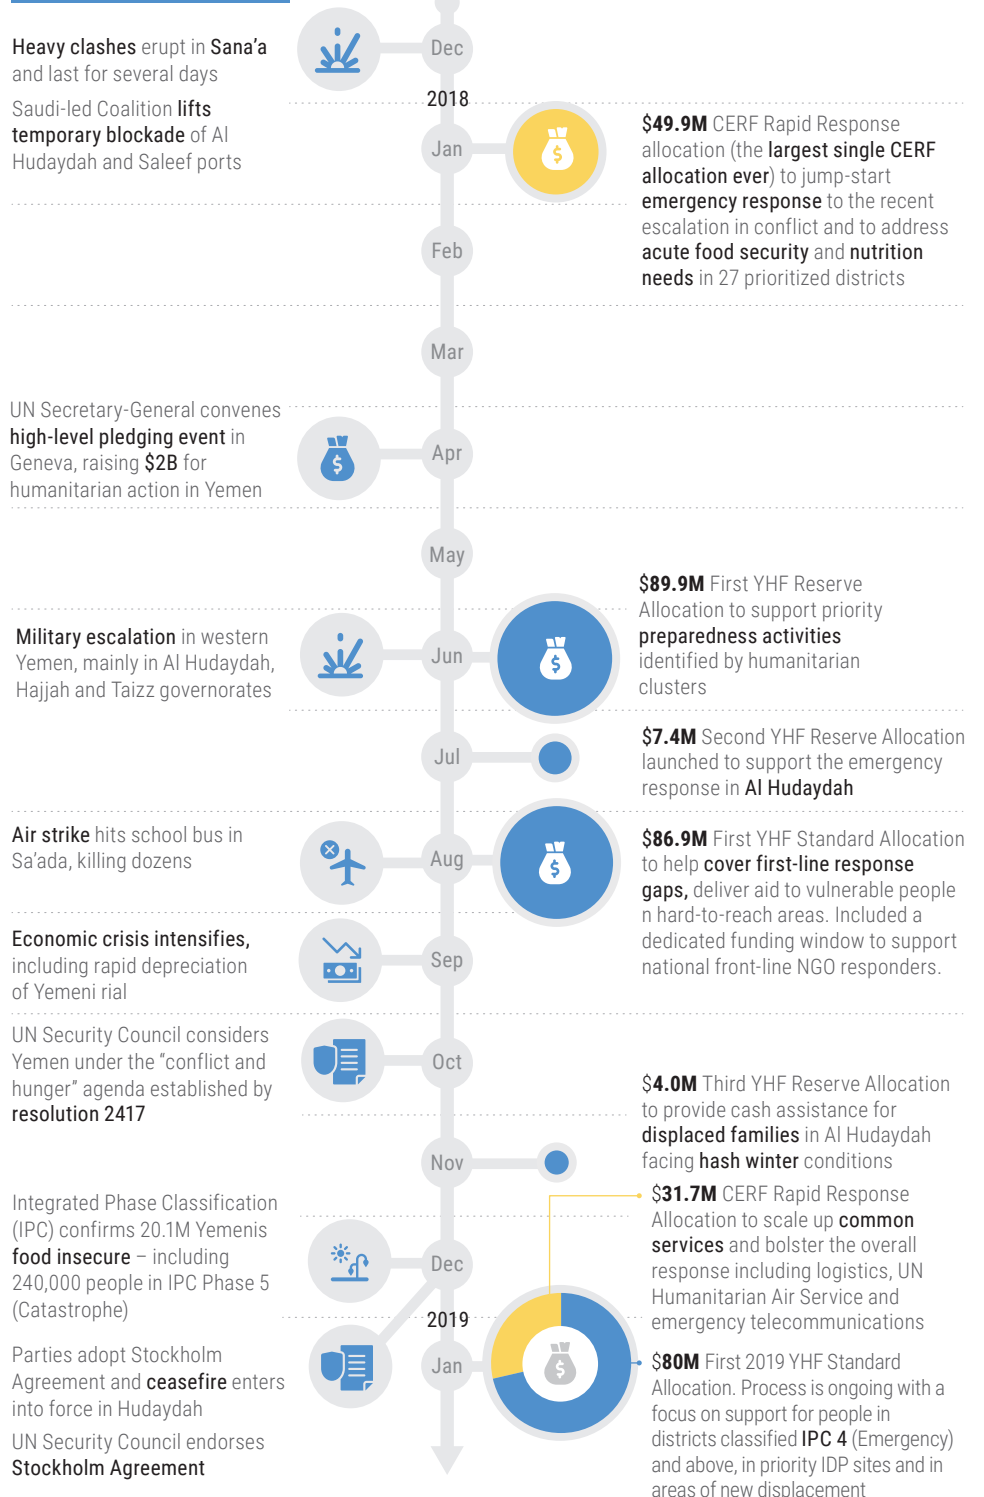 Heavy clashes erupt in Sana’a
and last for several days
Saudi-led Coalition lifts
temporary blockade of Al
Hudaydah and Saleef ports
Dec
2018
Jan
$49.9M CERF Rapid Response
allocation (the largest single CERF
allocation ever) to jump-start
emergency response to the recent
escalation in conflict and to address
acute food security and nutrition
needs in 27 prioritized districts
Feb
Mar
UN Secretary-General convenes
high-level pledging event in
Geneva, raising $2B for
humanitarian action in Yemen
Apr
May
Military escalation in western
Yemen, mainly in Al Hudaydah,
Hajjah and Taizz governorates
Jun
$89.9M First YHF Reserve
Allocation to support priority
preparedness activities
identified by humanitarian
clusters
Jul
$7.4M Second YHF Reserve Allocation
launched to support the emergency
response in Al Hudaydah
Air strike hits school bus in
Sa’ada, killing dozens
Aug
$86.9M First YHF Standard Allocation
to help cover first-line response
gaps, deliver aid to vulnerable people
n hard-to-reach areas. Included a
dedicated funding window to support
national front-line NGO responders.
Economic crisis intensifies,
including rapid depreciation
of Yemeni rial
Sep
UN Security Council considers
Yemen under the “conflict and
hunger” agenda established by
resolution 2417
Oct
$4.0M Third YHF Reserve Allocation
to provide cash assistance for
displaced families in Al Hudaydah
facing hash winter conditions
Nov
Integrated Phase Classification
(IPC) confirms 20.1M Yemenis
food insecure – including
240,000 people in IPC Phase 5
(Catastrophe)
Dec
$31.7M CERF Rapid Response
Allocation to scale up common
services and bolster the overall
response including logistics, UN
Humanitarian Air Service and
emergency telecommunications
2019
Parties adopt Stockholm
Agreement and ceasefire enters
into force in Hudaydah
UN Security Council endorses
Stockholm Agreement
Jan
$80M First 2019 YHF Standard
Allocation. Process is ongoing with a
focus on support for people in
districts classified IPC 4 (Emergency)
and above, in priority IDP sites and in
areas of new displacement